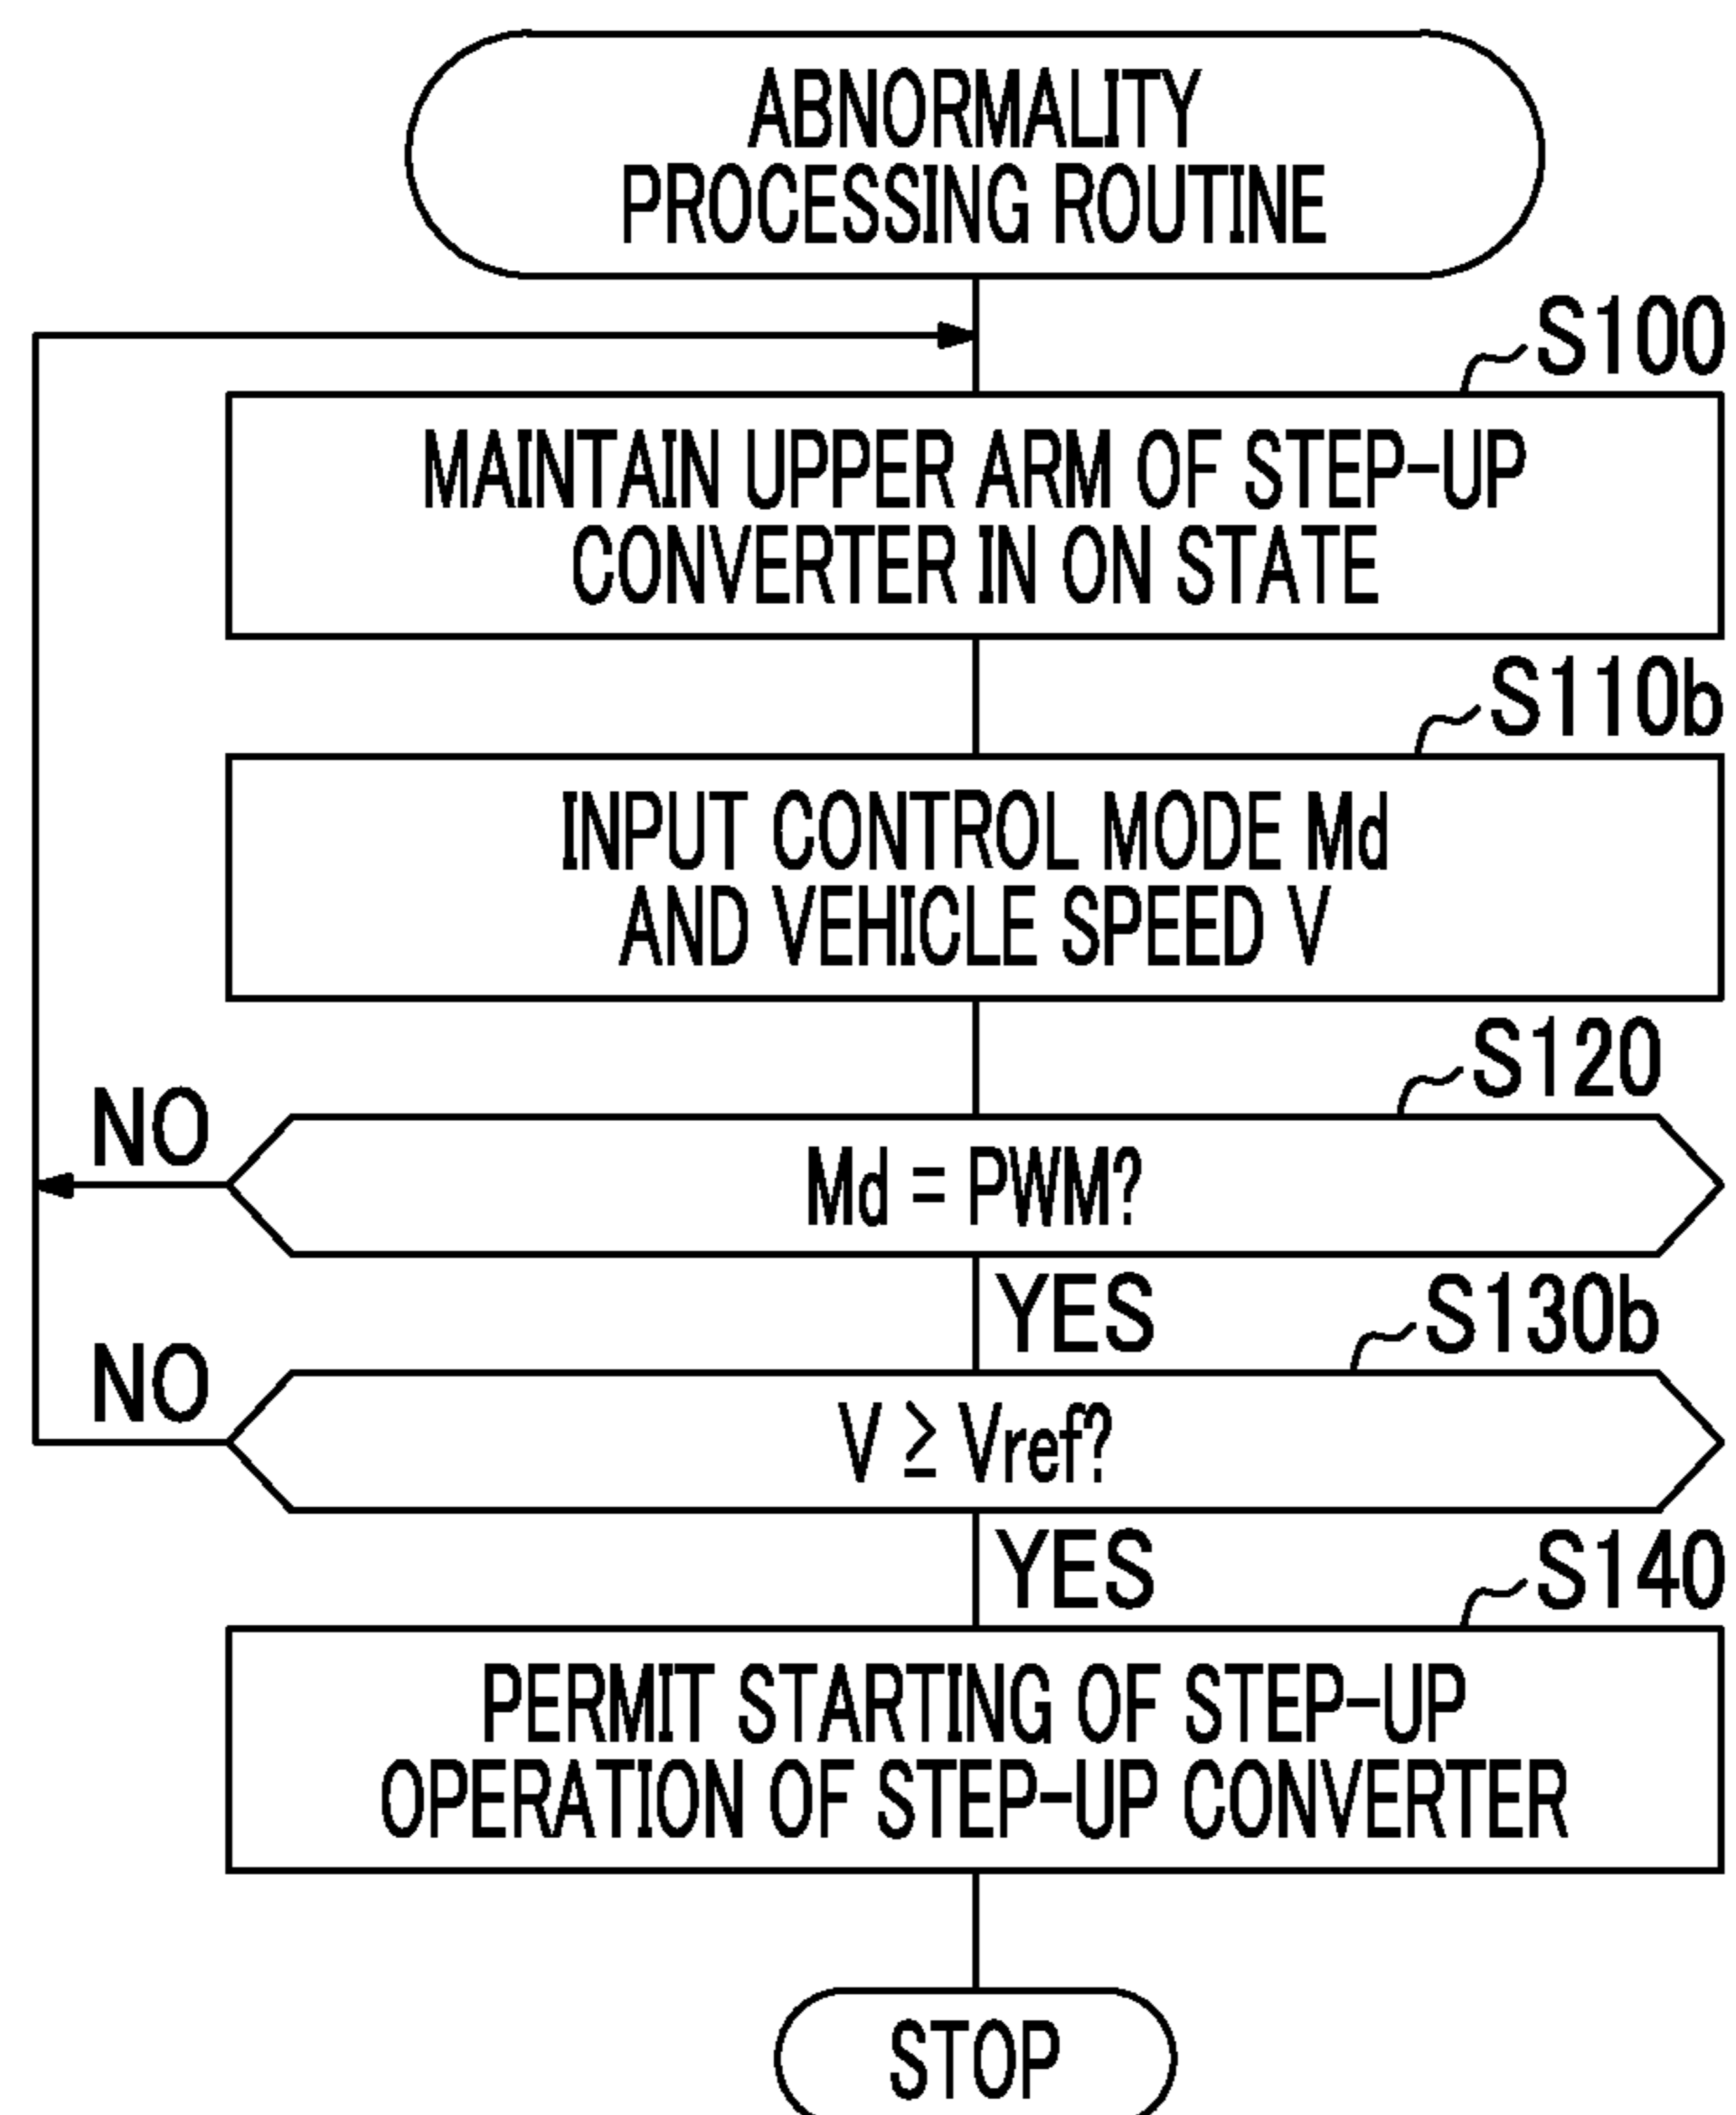 ABNORMALITY
PROCESSING ROUTINE
S100
MAINTAIN UPPER ARM OF STEP-UP
CONVERTER IN ON STATE
S110b
INPUT CONTROL MODE Md
AND VEHICLE SPEED V
S120
NO
Md = PWM?
YES
S130b
NO
V ≥ Vref?
YES
S140
PERMIT STARTING OF STEP-UP
OPERATION OF STEP-UP CONVERTER
STOP